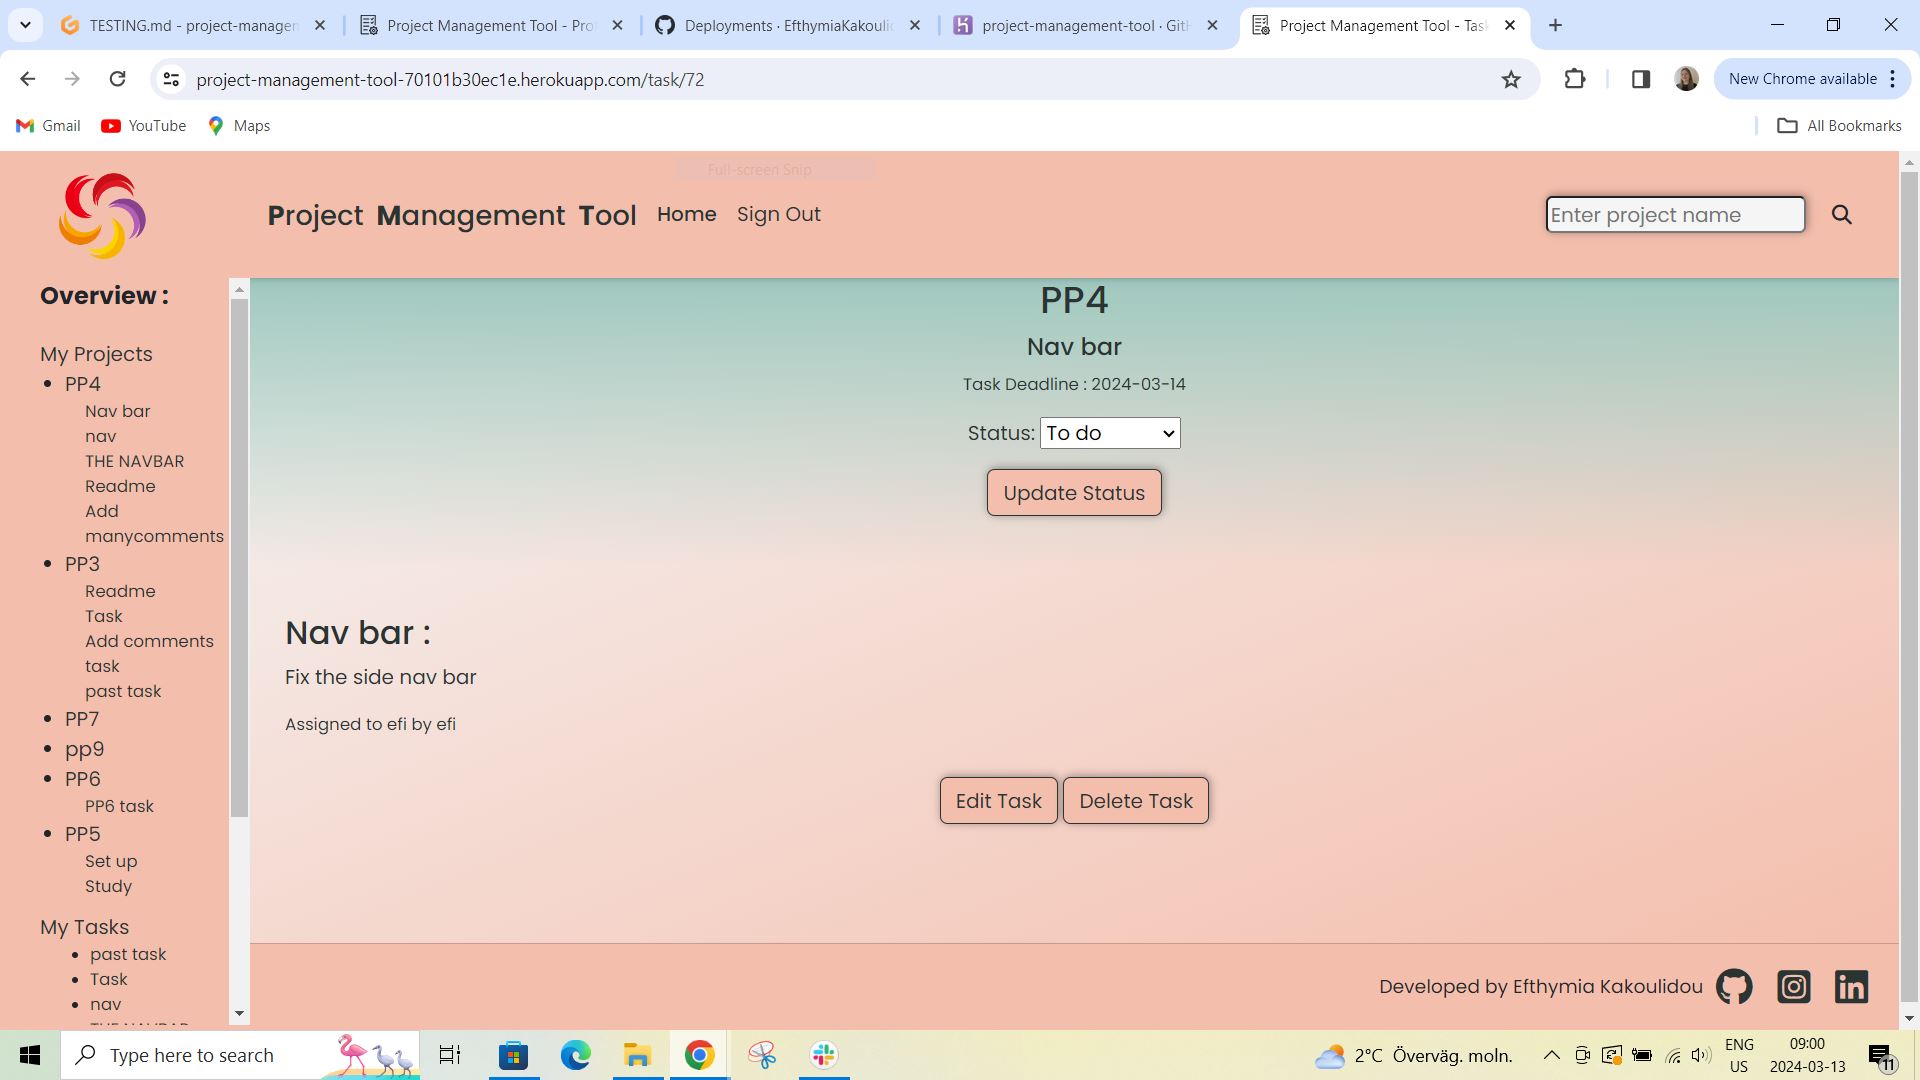 TESTING.md - project-managem
Project Management Tool - Pro
Deployments · EfthymiaKakouli
project-management-tool · Git
Project Management Tool - Task
project-management-tool-70101b30ec1e.herokuapp.com/task/72
New Chrome available
Gmail
YouTube
Maps
All Bookmarks
Full-screen Snip
Project Management Tool
Home
Sign Out
Enter project name
Overview :
My Projects
PP4
Nav bar
nav
THE NAVBAR
Readme
Add
manycomments
PP3
Readme
Task
Add comments
task
past task
PP7
pp9
PP6
PP6 task
PP5
Set up
Study
My Tasks
past task
Task
nav
PP4
Nav bar
Task Deadline : 2024-03-14
Status: To do
Update Status
Nav bar :
Fix the side nav bar
Assigned to efi by efi
Edit Task
Delete Task
Developed by Efthymia Kakoulidou
Type here to search
2°C Överväg. moln.
ENG
US
09:00
2024-03-13
11